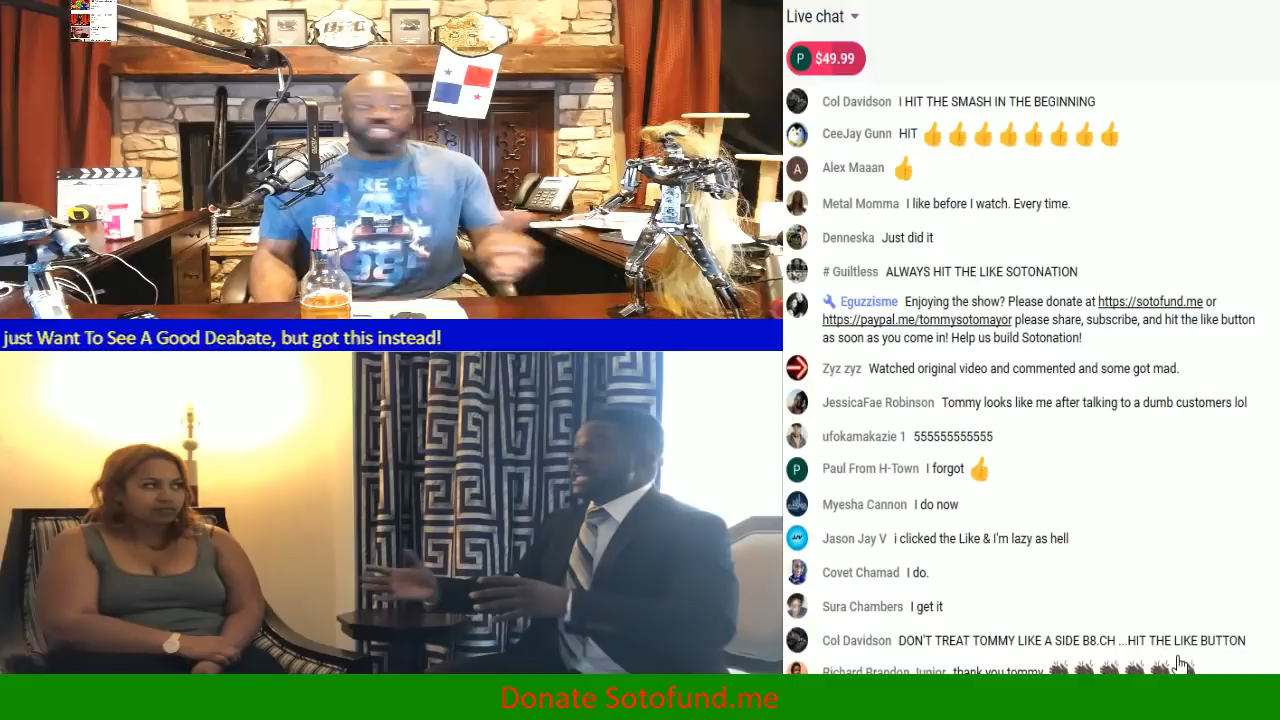 Live chat
P $49.99
Col Davidson I HIT THE SMASH IN THE BEGINNING
CeeJay Gunn HIT 👍👍👍👍👍👍👍👍
A Alex Maaan 👍
Metal Momma I like before I watch. Every time.
Denneska Just did it
# Guiltless ALWAYS HIT THE LIKE SOTONATION
Eguzzisme Enjoying the show? Please donate at https://sotofund.me or
https://paypal.me/tommysotomayor please share, subscribe, and hit the like button
as soon as you come in! Help us build Sotonation!
Zyz zyz Watched original video and commented and some got mad.
JessicaFae Robinson Tommy looks like me after talking to a dumb customers lol
ufokamakazie 1 555555555555
P Paul From H-Town I forgot 👍
Myesha Cannon I do now
Jason Jay V i clicked the Like & I'm lazy as hell
Covet Chamad I do.
Sura Chambers I get it
Col Davidson DON'T TREAT TOMMY LIKE A SIDE B8.CH ...HIT THE LIKE BUTTON
Richard Brandon Junior thank you tommy
just Want To See A Good Deabate, but got this instead!
Donate Sotofund.me